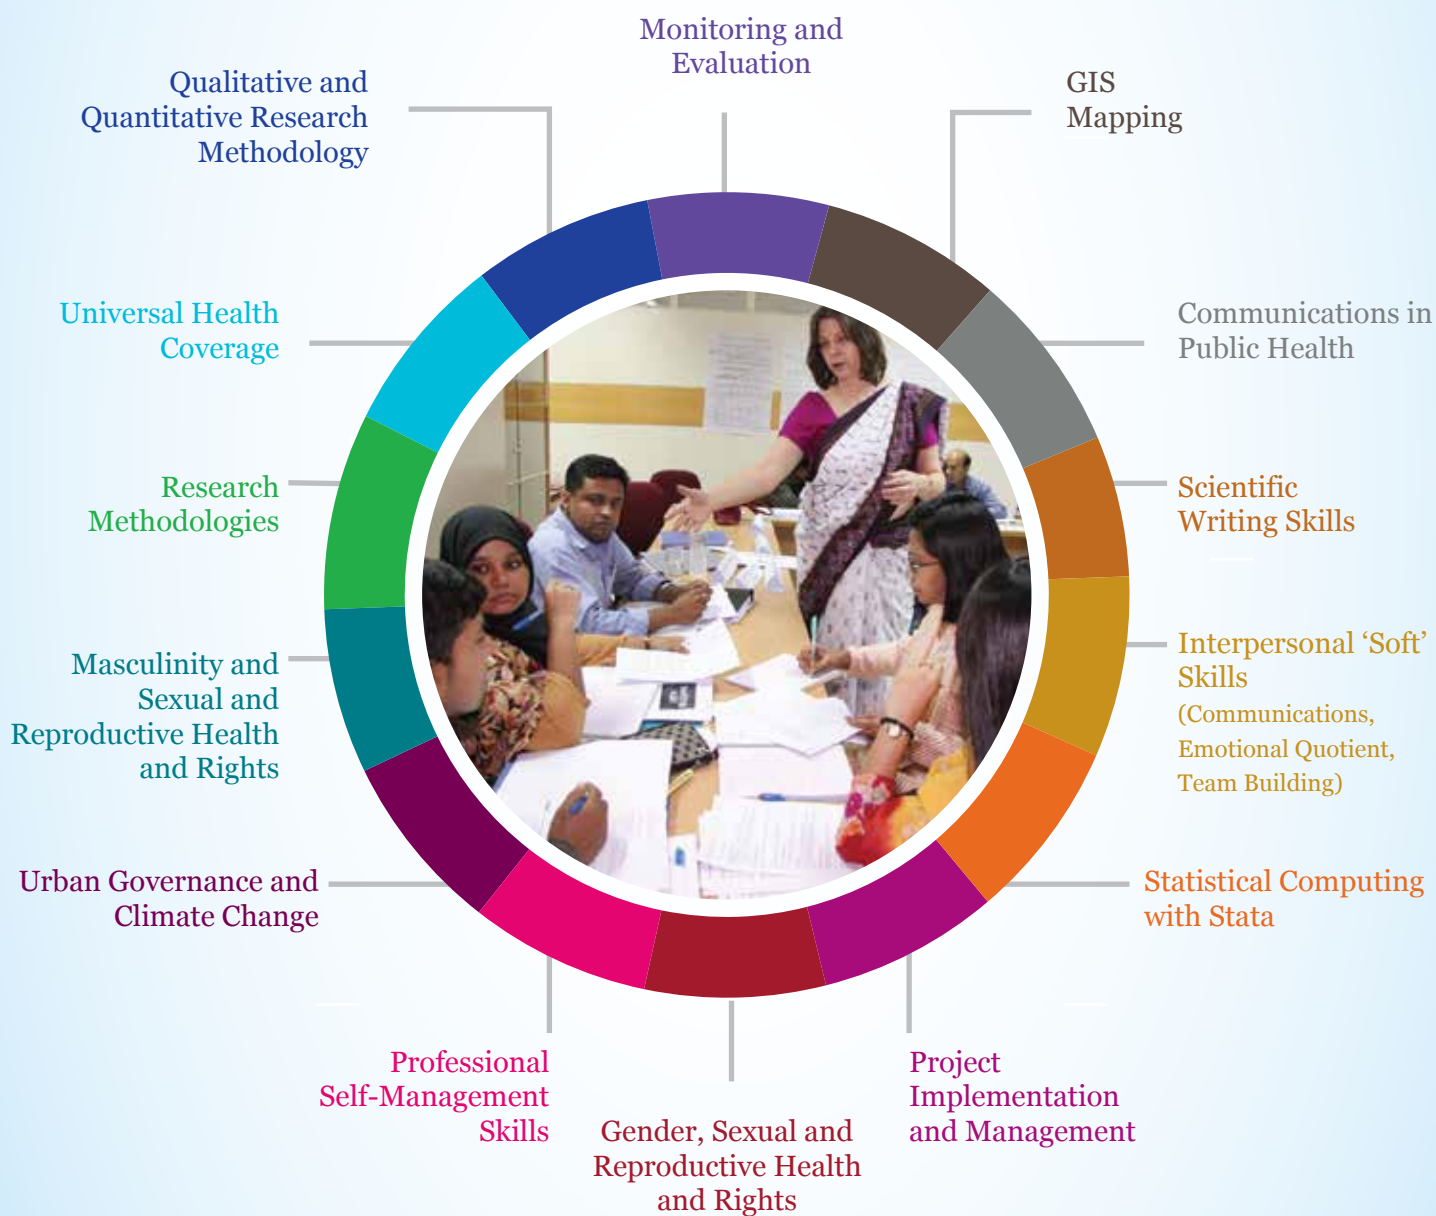 Monitoring and
Evaluation
GIS
Mapping
Communications in
Public Health
Scientific
Writing Skills
Interpersonal ‘Soft’
Skills
(Communications,
Emotional Quotient,
Team Building)
Statistical Computing
with Stata
Project
Implementation
and Management
Gender, Sexual and
Reproductive Health
and Rights
Professional
Self-Management
Skills
Urban Governance and
Climate Change
Masculinity and
Sexual and
Reproductive Health
and Rights
Research
Methodologies
Universal Health
Coverage
Qualitative and
Quantitative Research
Methodology